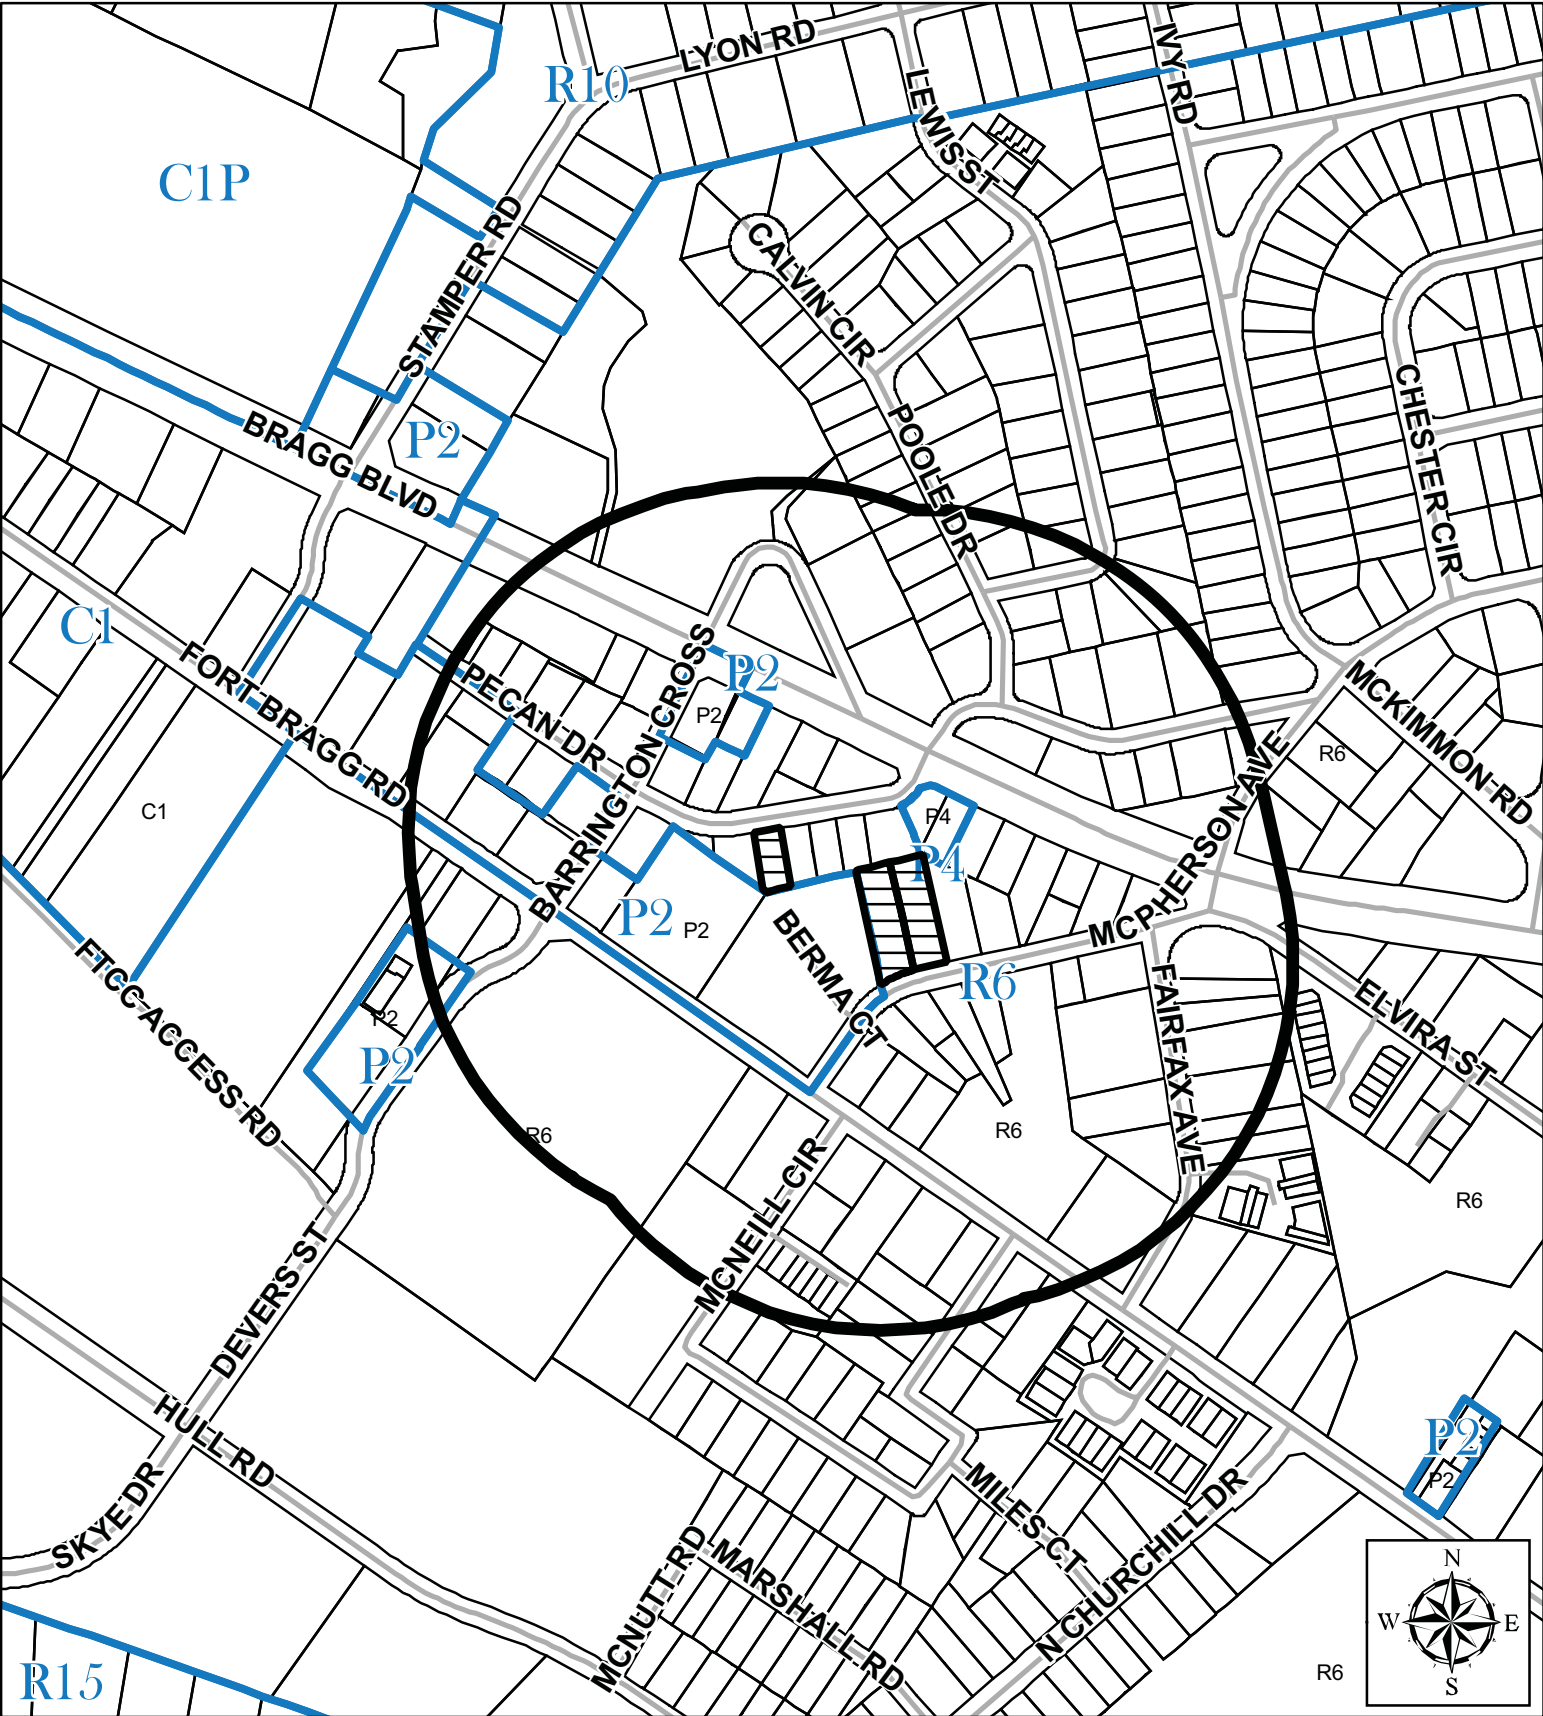 LYON RD
IVY RD
R10
LEWIS ST
C1P
STAMPER RD
CALVIN CIR
CHESTER CIR
P2
BRAGG BLVD
POOLE DR
C1
FORT BRAGG RD
PECAN DR
BARRINGTON CROSS
P2
P2
MCKIMMON RD
R6
C1
P4
P4
MCPHERSON AVE
P2
P2
BERMA CT
R6
FTCC ACCESS RD
P2
P2
FAIRFAX AVE
ELVIRA ST
R6
R6
R6
MCNEILL CIR
DEVERS ST
HULL RD
SKYE DR
P2
P2
MILES CT
N CHURCHILL DR
MCNUTT RD
MARSHALL RD
R15
R6
N
W
E
S